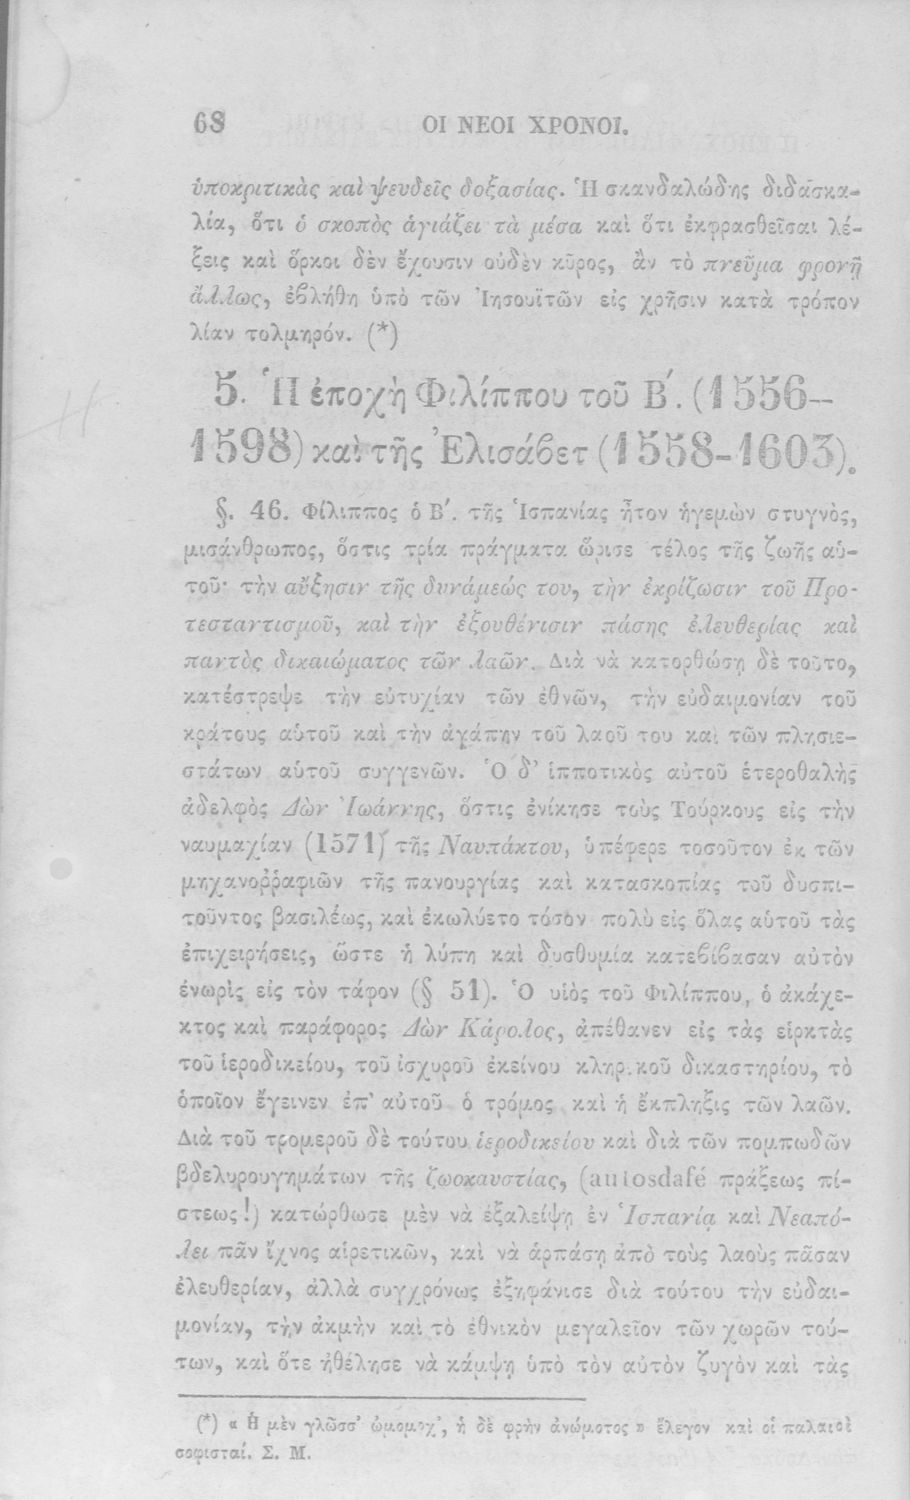 68 ΟΙ ΝΕΟΙ ΧΡΟΝΟΙ.
ὑποκριτικὰς καὶ ψευδεῖς δοξασίας. Ἡ σκανδαλώδης διδασκα-
λία, ὅτι ὁ σκοπὸς ἁγιάζει τὰ μέσα καὶ ὅτι ἐκφρασθεῖσαι λέ-
ξεις καὶ ὅρκοι δὲν ἔχουσιν οὐδὲν κῦρος, ἂν τὸ πνεῦμα φρονῇ
ἄλλως, ἐβλήθη ὑπὸ τῶν Ἰησουϊτῶν εἰς χρῆσιν κατὰ τρόπον
λίαν τολμηρόν. (*)
5. Ἡ ἐποχὴ Φιλίππου τοῦ Β΄. (1556–
1598) καὶ τῆς Ἐλισάβετ (1558-1603).
§. 46. Φίλιππος ὁ Β΄. τῆς Ἱσπανίας ἦτον ἡγεμὼν στυγνὸς,
μισάνθρωπος, ὅστις τρία πράγματα ὥρισε τέλος τῆς ζωῆς αὑ-
τοῦ· τὴν αὔξησιν τῆς δυνάμεώς του, τὴν ἐκρίζωσιν τοῦ Προ-
τεσταντισμοῦ, καὶ τὴν ἐξουθένισιν πάσης ἐλευθερίας καὶ
παντὸς δικαιώματος τῶν λαῶν. Διὰ νὰ κατορθώσῃ δὲ τοῦτο,
κατέστρεψε τὴν εὐτυχίαν τῶν ἐθνῶν, τὴν εὐδαιμονίαν τοῦ
κράτους αὑτοῦ καὶ τὴν ἀγάπην τοῦ λαοῦ του καὶ τῶν πλησιε-
στάτων αὑτοῦ συγγενῶν. Ὁ δ' ἱπποτικὸς αὐτοῦ ἑτεροθαλὴς
ἀδελφὸς Δὼν Ἰωάννης, ὅστις ἐνίκησε τοὺς Τούρκους εἰς τὴν
ναυμαχίαν (1571) τῆς Ναυπάκτου, ὑπέφερε τοσοῦτον ἐκ τῶν
μηχανοῤῥαφιῶν τῆς πανουργίας καὶ κατασκοπίας τοῦ δυσπι-
τοῦντος βασιλέως, καὶ ἐκωλύετο τόσον πολὺ εἰς ὅλας αὑτοῦ τὰς
ἐπιχειρήσεις, ὥστε ἡ λύπη καὶ δυσθυμία κατεβίβασαν αὐτὸν
ἐνωρὶς εἰς τὸν τάφον (§ 51). Ὁ υἱὸς τοῦ Φιλίππου, ὁ ἀκάχε-
κτος καὶ παράφορος Δὼν Κάρολος, ἀπέθανεν εἰς τὰς εἱρκτὰς
τοῦ ἱεροδικείου, τοῦ ἰσχυροῦ ἐκείνου κληρικοῦ δικαστηρίου, τὸ
ὁποῖον ἔγεινεν ἐπ' αὐτοῦ ὁ τρόμος καὶ ἡ ἔκπληξις τῶν λαῶν.
Διὰ τοῦ τρομεροῦ δὲ τούτου ἱεροδικείου καὶ διὰ τῶν πομπωδῶν
βδελυρουγημάτων τῆς ζωοκαυστίας, (autosdafé πράξεως πί-
στεως!) κατώρθωσε μὲν νὰ ἐξαλείψῃ ἐν Ἱσπανίᾳ καὶ Νεαπό-
λει πᾶν ἴχνος αἱρετικῶν, καὶ νὰ ἁρπάσῃ ἀπὸ τοὺς λαοὺς πᾶσαν
ἐλευθερίαν, ἀλλὰ συγχρόνως ἐξηφάνισε διὰ τούτου τὴν εὐδαι-
μονίαν, τὴν ἀκμὴν καὶ τὸ ἐθνικὸν μεγαλεῖον τῶν χωρῶν τού-
των, καὶ ὅτε ἠθέλησε νὰ κάμψῃ ὑπὸ τὸν αὐτὸν ζυγὸν καὶ τὰς
(*) « Ἡ μὲν γλῶσσ' ὠμομοχ', ἡ δὲ φρὴν ἀνώμοτος » ἔλεγον καὶ οἱ παλαιοὶ
σοφισταί. Σ. Μ.